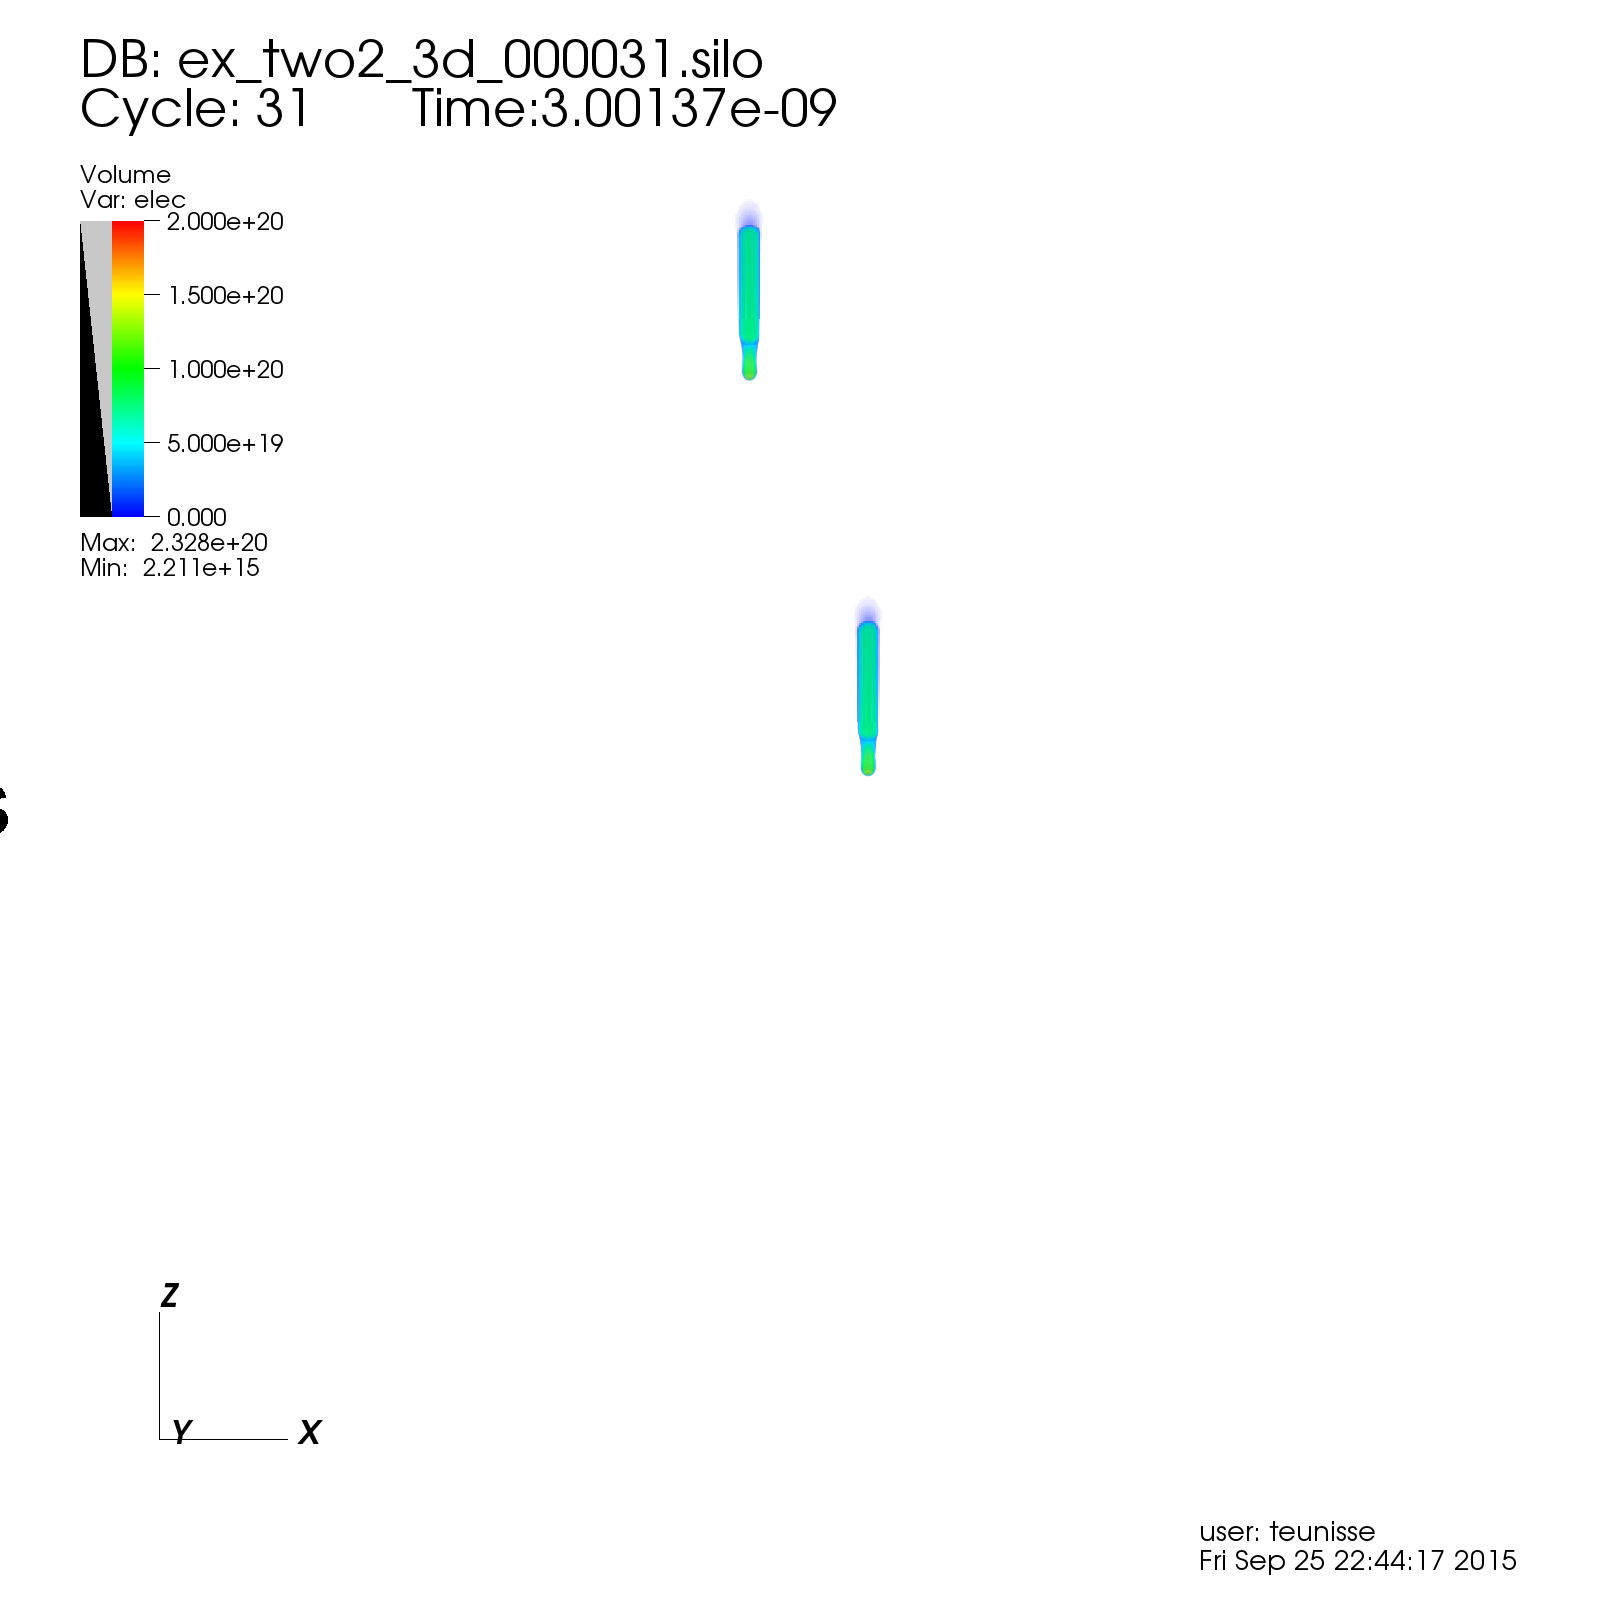 DB: ex_two2_3d_000031.silo
Cycle: 31 Time:3.00137e-09
Volume
Var: elec
2.000e+20
1.500e+20
1.000e+20
5.000e+19
0.000
Max: 2.328e+20
Min: 2.211e+15
Z
Y X
user: teunisse
Fri Sep 25 22:44:17 2015